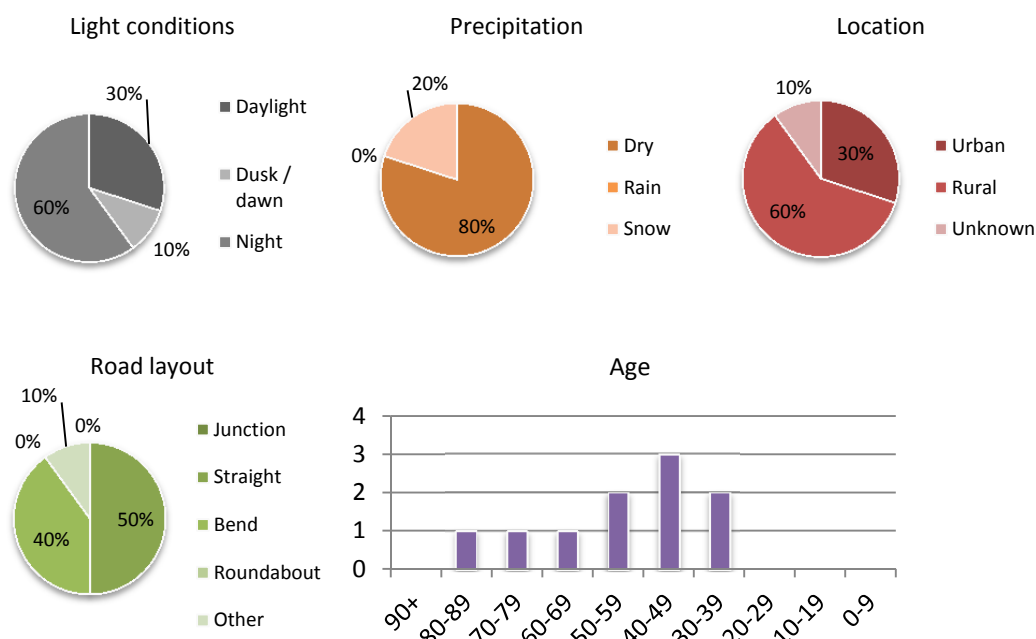 Light conditions
30%
10%
60%
Daylight
Dusk /
dawn
Night
Precipitation
20%
0%
80%
Dry
Rain
Snow
Location
10%
30%
60%
Urban
Rural
Unknown
Road layout
10%
0%
0%
50%
40%
Junction
Straight
Bend
Roundabout
Other
Age
4
3
2
1
0
90+
80-89
70-79
60-69
50-59
40-49
30-39
20-29
10-19
0-9